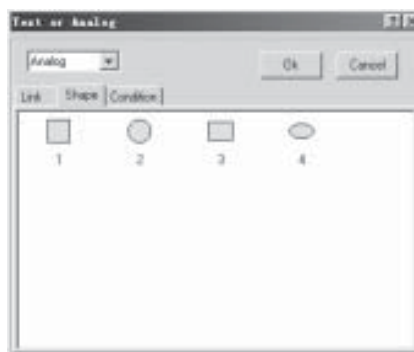 Text or Analog
Analog
Ok
Cancel
Link
Shape
Condition
1
2
3
4